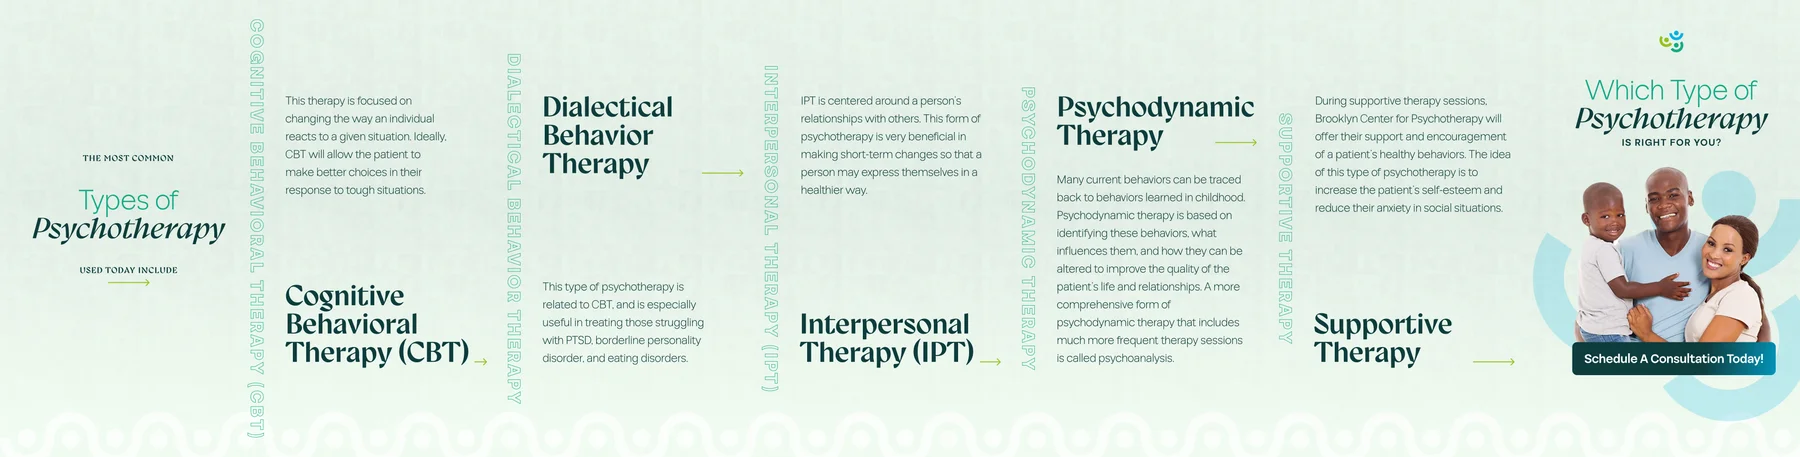 THE MOST COMMON
Types of
Psychotherapy
USED TODAY INCLUDE
COGNITIVE BEHAVIORAL THERAPY (CBT)
This therapy is focused on
changing the way an individual
reacts to a given situation. Ideally,
CBT will allow the patient to
make better choices in their
response to tough situations.
Cognitive
Behavioral
Therapy (CBT)
DIALECTICAL BEHAVIOR THERAPY
Dialectical
Behavior
Therapy
This type of psychotherapy is
related to CBT, and is especially
useful in treating those struggling
with PTSD, borderline personality
disorder, and eating disorders.
INTERPERSONAL THERAPY (IPT)
IPT is centered around a person's
relationships with others. This form of
psychotherapy is very beneficial in
making short-term changes so that a
person may express themselves in a
healthier way.
Interpersonal
Therapy (IPT)
PSYCHODYNAMIC THERAPY
Psychodynamic
Therapy
Many current behaviors can be traced
back to behaviors learned in childhood.
Psychodynamic therapy is based on
identifying these behaviors, what
influences them, and how they can be
altered to improve the quality of the
patient's life and relationships. A more
comprehensive form of
psychodynamic therapy that includes
much more frequent therapy sessions
is called psychoanalysis.
SUPPORTIVE THERAPY
During supportive therapy sessions,
Brooklyn Center for Psychotherapy will
offer their support and encouragement
of a patient's healthy behaviors. The idea
of this type of psychotherapy is to
increase the patient's self-esteem and
reduce their anxiety in social situations.
Supportive
Therapy
Which Type of
Psychotherapy
IS RIGHT FOR YOU?
Schedule A Consultation Today!